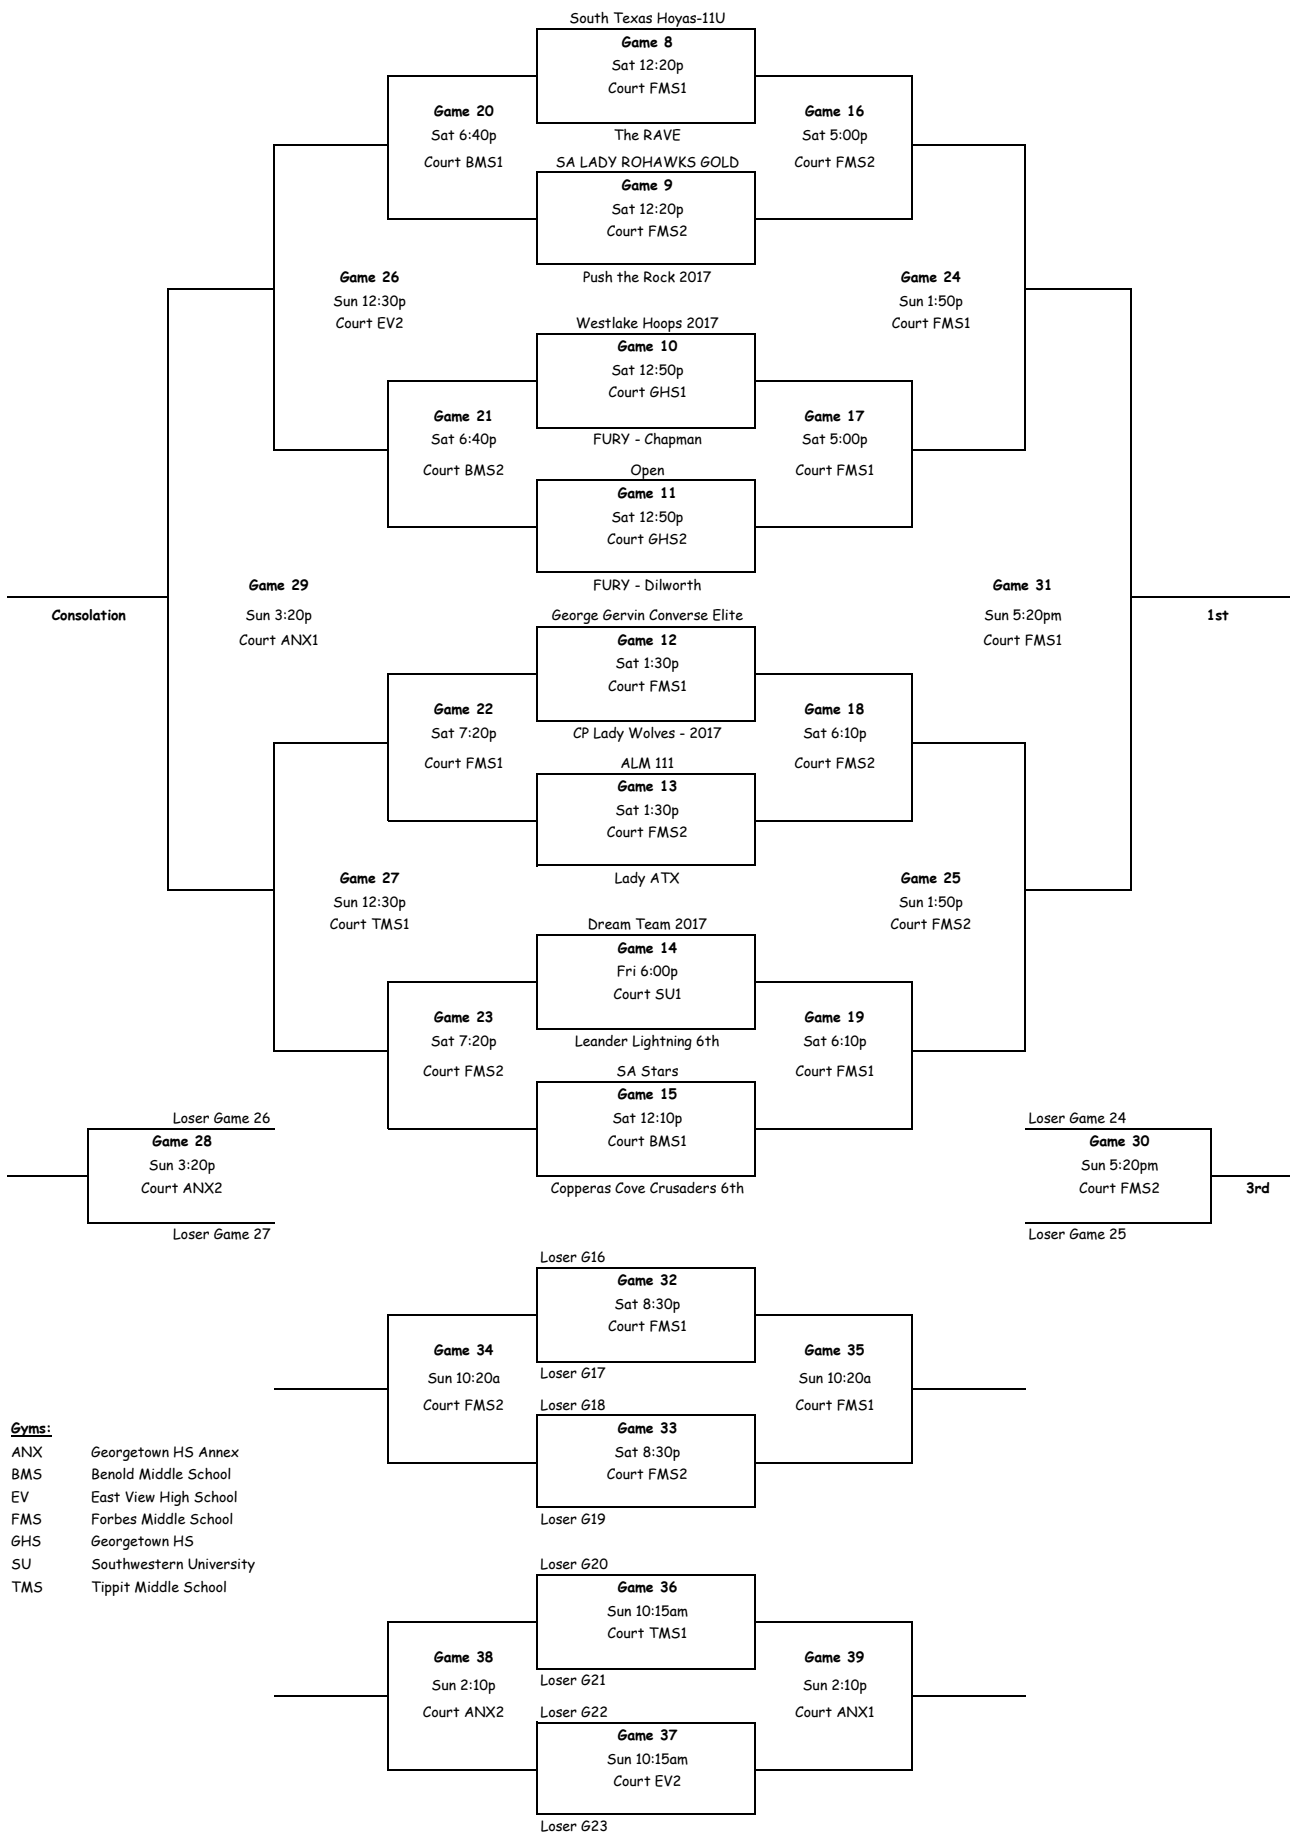 South Texas Hoyas-11U
Game 8
Sat 12:20p
Court FMS1
The RAVE
Game 20
Sat 6:40p
Court BMS1
Game 16
Sat 5:00p
Court FMS2
SA LADY ROHAWKS GOLD
Game 9
Sat 12:20p
Court FMS2
Push the Rock 2017
Game 26
Sun 12:30p
Court EV2
Game 24
Sun 1:50p
Court FMS1
Westlake Hoops 2017
Game 10
Sat 12:50p
Court GHS1
FURY - Chapman
Game 21
Sat 6:40p
Court BMS2
Game 17
Sat 5:00p
Court FMS1
Open
Game 11
Sat 12:50p
Court GHS2
FURY - Dilworth
Game 29
Sun 3:20p
Court ANX1
Consolation
Game 31
Sun 5:20pm
Court FMS1
1st
George Gervin Converse Elite
Game 12
Sat 1:30p
Court FMS1
CP Lady Wolves - 2017
Game 22
Sat 7:20p
Court FMS1
Game 18
Sat 6:10p
Court FMS2
ALM 111
Game 13
Sat 1:30p
Court FMS2
Lady ATX
Game 27
Sun 12:30p
Court TMS1
Game 25
Sun 1:50p
Court FMS2
Dream Team 2017
Game 14
Fri 6:00p
Court SU1
Leander Lightning 6th
Game 23
Sat 7:20p
Court FMS2
Game 19
Sat 6:10p
Court FMS1
SA Stars
Game 15
Sat 12:10p
Court BMS1
Copperas Cove Crusaders 6th
Loser Game 26
Game 28
Sun 3:20p
Court ANX2
Loser Game 27
Loser Game 24
Game 30
Sun 5:20pm
Court FMS2
3rd
Loser Game 25
Loser G16
Game 32
Sat 8:30p
Court FMS1
Loser G17
Game 34
Sun 10:20a
Court FMS2
Game 35
Sun 10:20a
Court FMS1
Loser G18
Game 33
Sat 8:30p
Court FMS2
Loser G19
Gyms:
ANX Georgetown HS Annex
BMS Benold Middle School
EV East View High School
FMS Forbes Middle School
GHS Georgetown HS
SU Southwestern University
TMS Tippit Middle School
Loser G20
Game 36
Sun 10:15am
Court TMS1
Loser G21
Game 38
Sun 2:10p
Court ANX2
Game 39
Sun 2:10p
Court ANX1
Loser G22
Game 37
Sun 10:15am
Court EV2
Loser G23